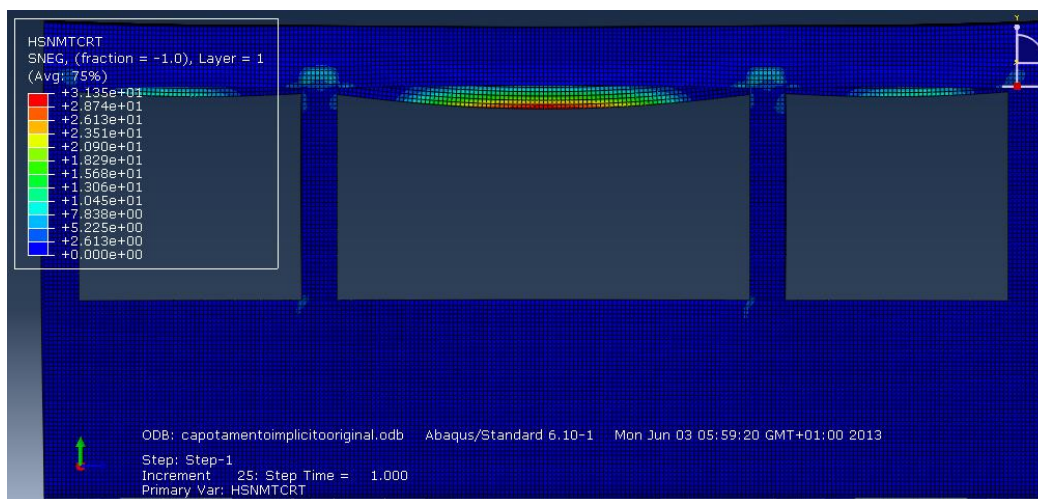 HSNMTCRT
SNEG, (fraction = -1.0), Layer = 1
(Avg: 75%)
+3.135e+01
+2.874e+01
+2.613e+01
+2.351e+01
+2.090e+01
+1.829e+01
+1.568e+01
+1.306e+01
+1.045e+01
+7.838e+00
+5.225e+00
+2.613e+00
+0.000e+00
Y
ODB: capotamentoimplicitooriginal.odb Abaqus/Standard 6.10-1 Mon Jun 03 05:59:20 GMT+01:00 2013
Step: Step-1
Increment 25: Step Time = 1.000
Primary Var: HSNMTCRT